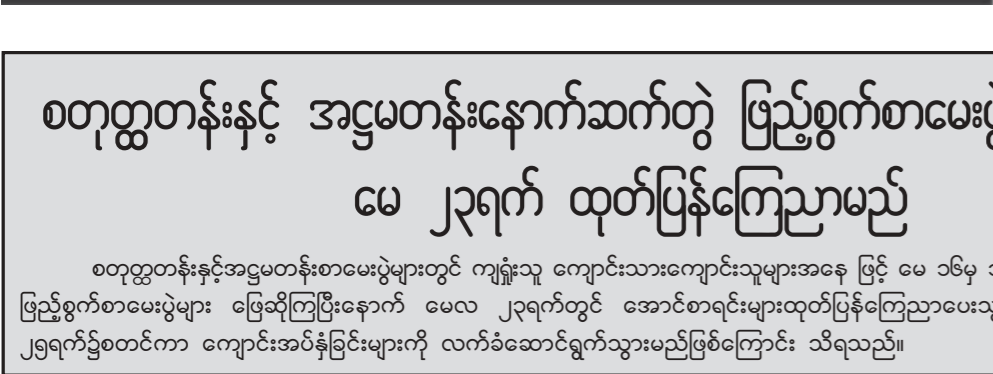 စတုတ္ထတန်းနှင့် အဋ္ဌမတန်းနောက်ဆက်တွဲ ဖြည့်စွက်စာမေးပွဲ
မေ ၂၃ရက် ထုတ်ပြန်ကြေညာမည်
စတုတ္ထတန်းနှင့်အဋ္ဌမတန်းစာမေးပွဲများတွင် ကျရှုံးသူ ကျောင်းသားကျောင်းသူများအနေ ဖြင့် မေ ၁၆မှ
ဖြည့်စွက်စာမေးပွဲများ ဖြေဆိုကြပြီးနောက် မေလ ၂၃ရက်တွင် အောင်စာရင်းများထုတ်ပြန်ကြေညာပေး
၂၅ရက်၌စတင်ကာ ကျောင်းအပ်နှံခြင်းများကို လက်ခံဆောင်ရွက်သွားမည်ဖြစ်ကြောင်း သိရသည်။